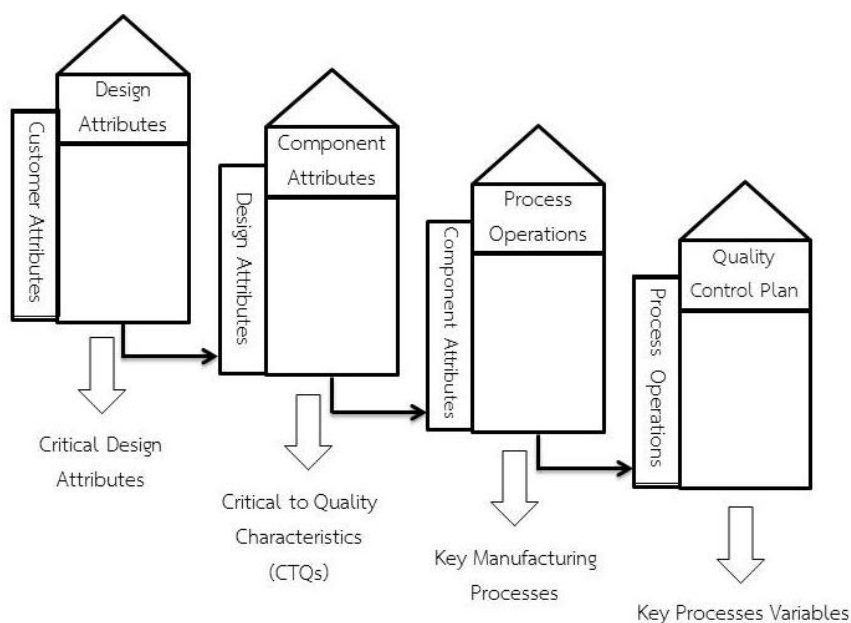 Design
Attributes
Customer Attributes
Component
Attributes
Design Attributes
Process
Operations
Component Attributes
Quality
Control Plan
Process Operations
Critical Design
Attributes
Critical to Quality
Characteristics
(CTQs)
Key Manufacturing
Processes
Key Processes Variables